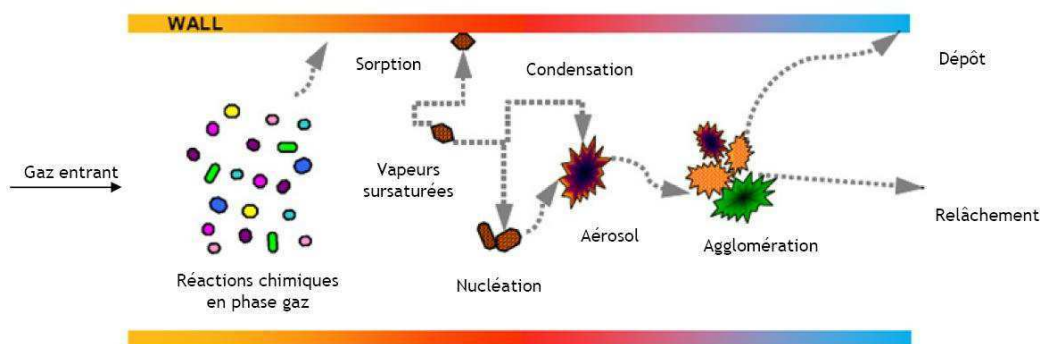 WALL
Sorption
Condensation
Dépôt
Gaz entrant
Vapeurs
sursaturées
Aérosol
Relâchement
Agglomération
Réactions chimiques
en phase gaz
Nucléation